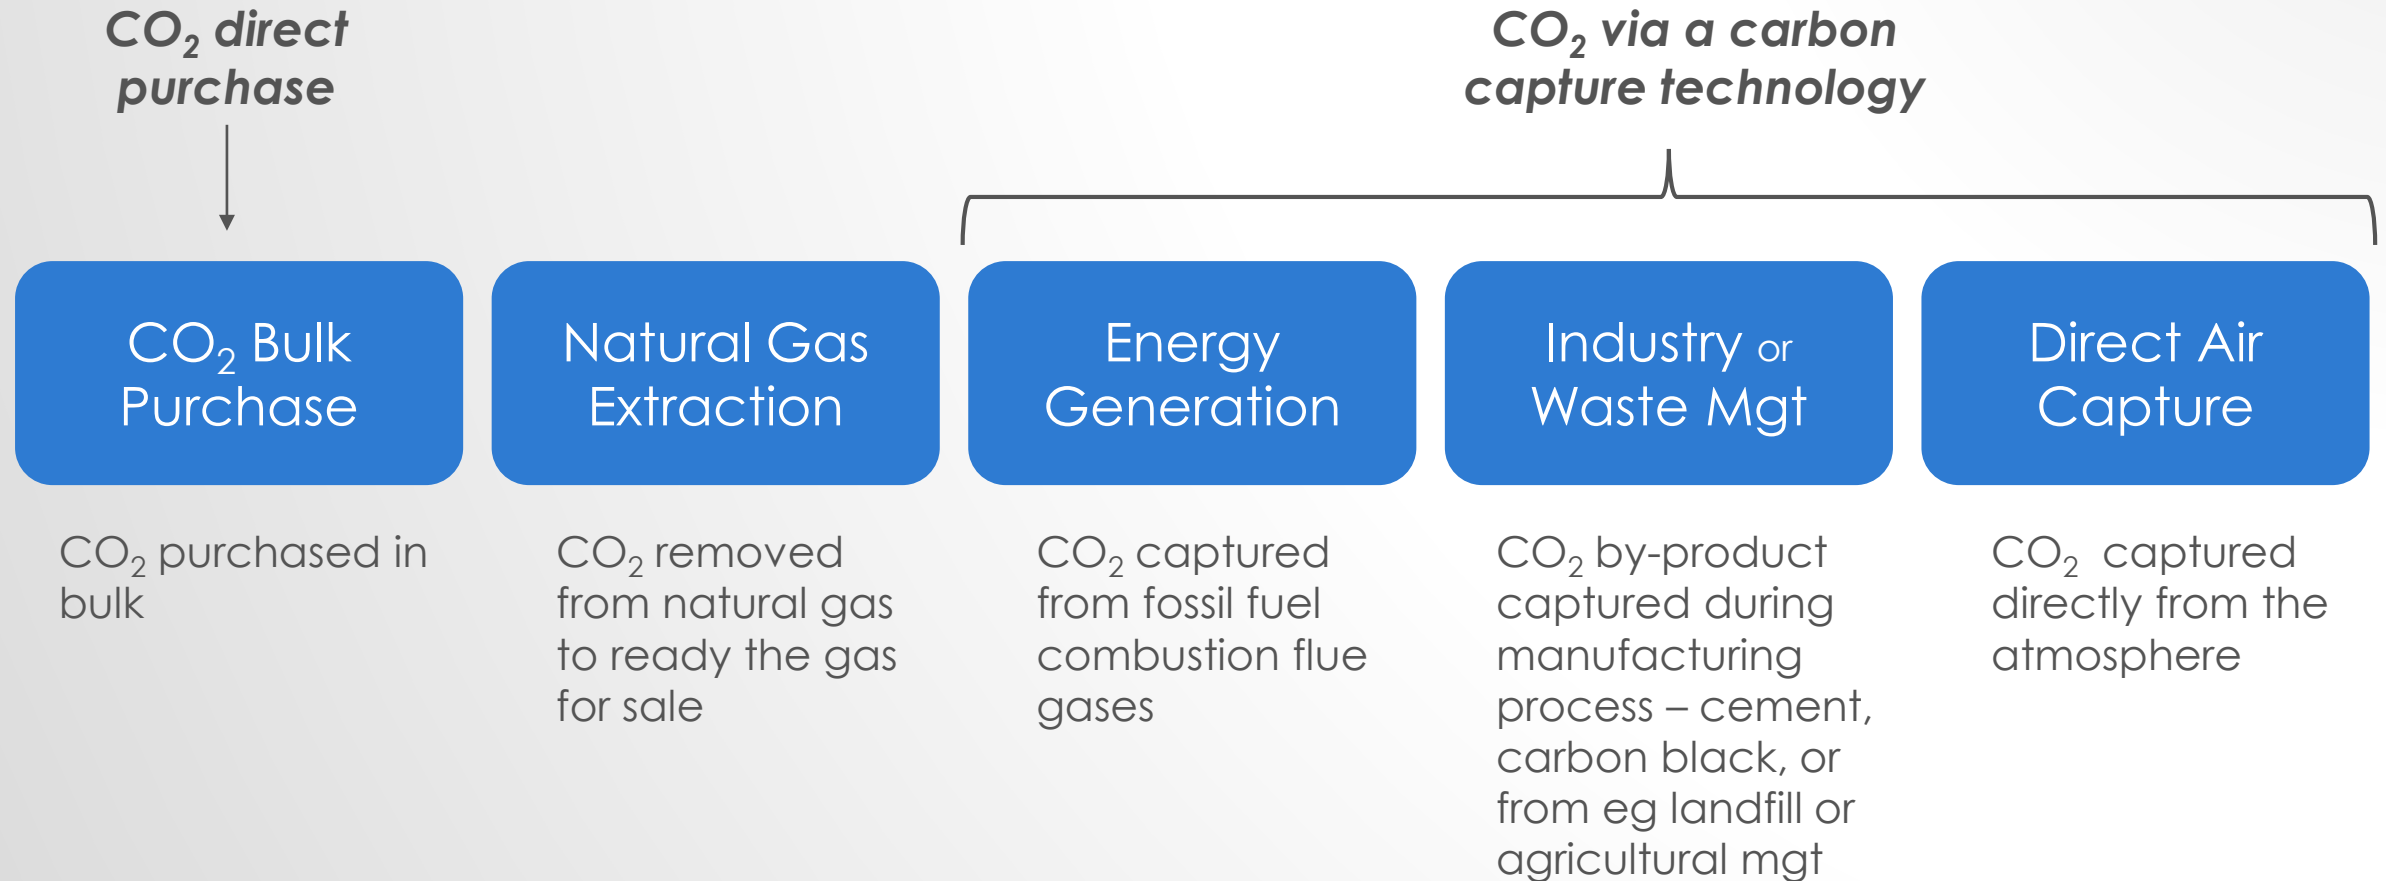 CO₂ direct
purchase
CO₂ via a carbon
capture technology
CO₂ Bulk
Purchase
Natural Gas
Extraction
Energy
Generation
Industry or
Waste Mgt
Direct Air
Capture
CO₂ purchased in
bulk
CO₂ removed
from natural gas
to ready the gas
for sale
CO₂ captured
from fossil fuel
combustion flue
gases
CO₂ by-product
captured during
manufacturing
process – cement,
carbon black, or
from eg landfill or
agricultural mgt
CO₂ captured
directly from the
atmosphere